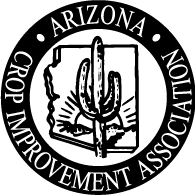 • ARIZONA •
CROP IMPROVEMENT ASSOCIATION